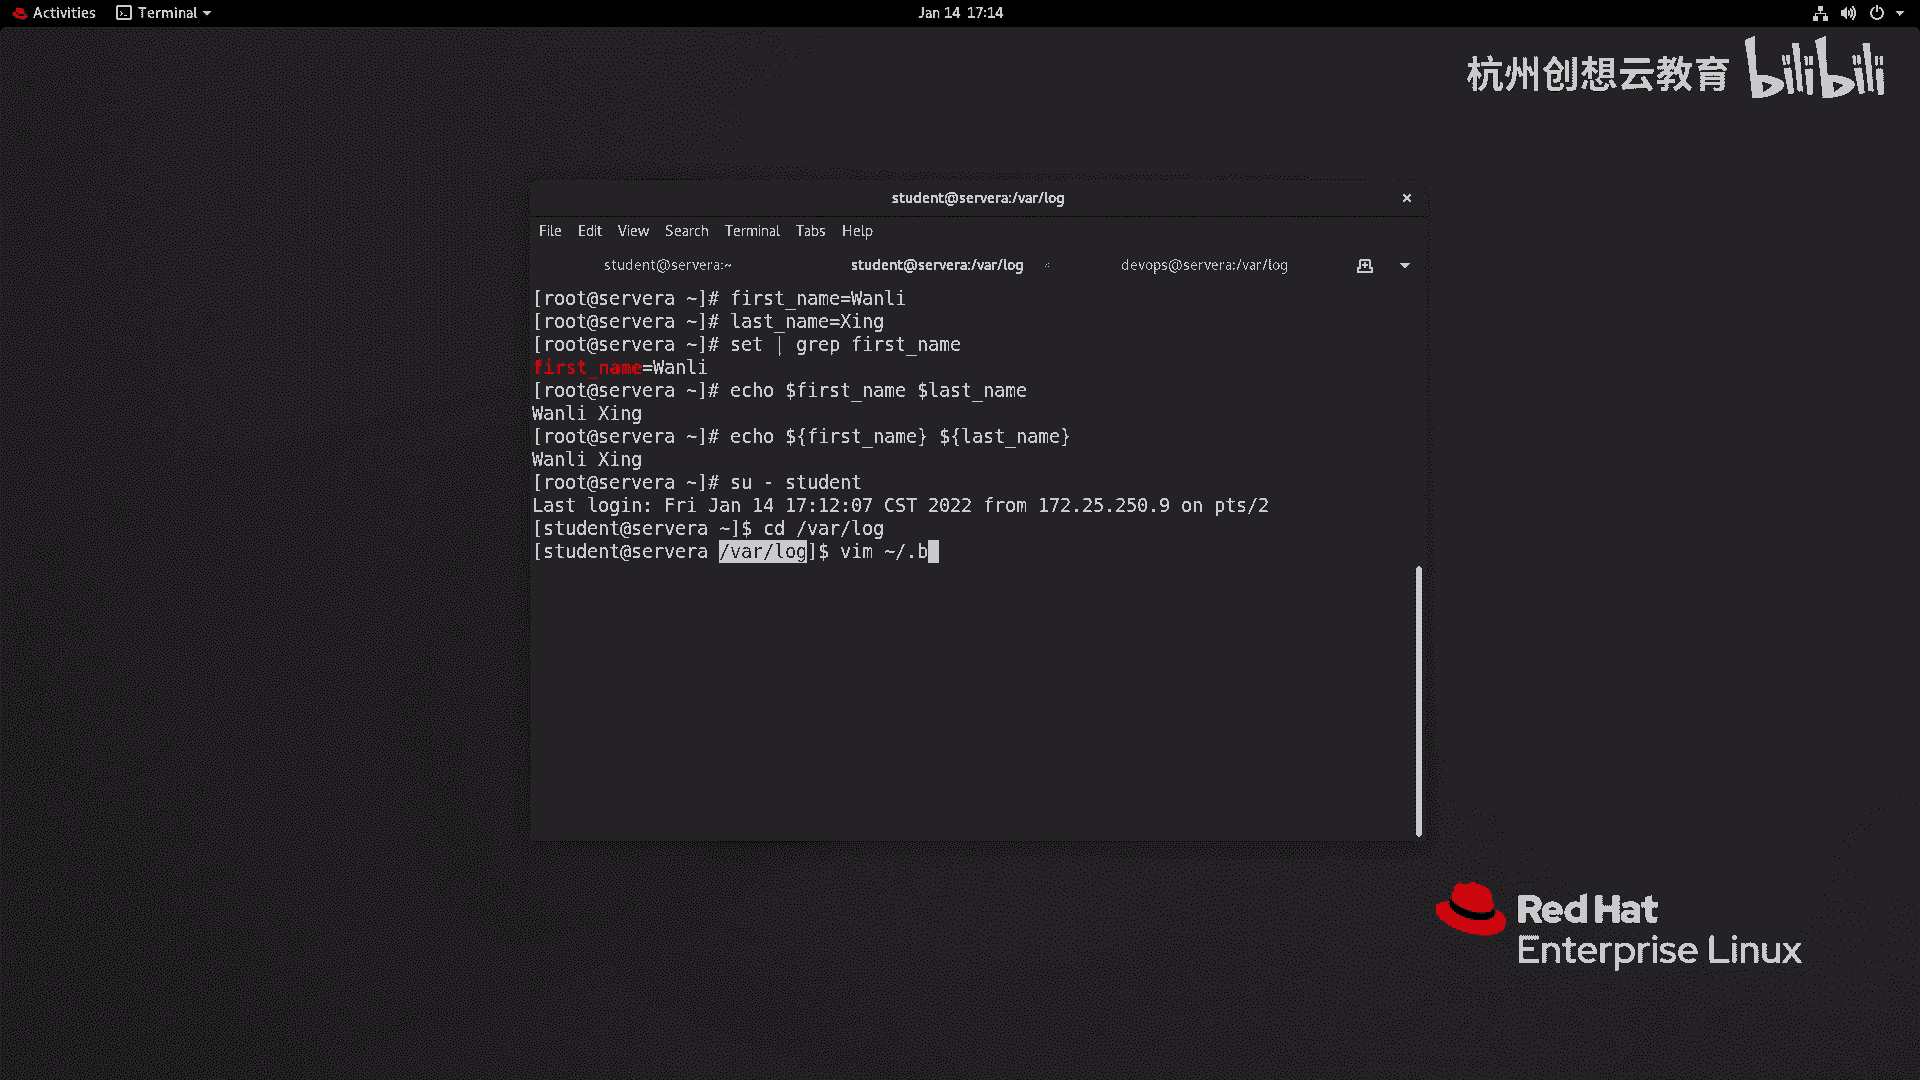 Activities Terminal Jan 14 17:14
杭州创想云教育 bilibili
student@servera:/var/log ×
File Edit View Search Terminal Tabs Help
student@servera:~ student@servera:/var/log × devops@servera:/var/log
[root@servera ~]# first_name=Wanli
[root@servera ~]# last_name=Xing
[root@servera ~]# set | grep first_name
first_name=Wanli
[root@servera ~]# echo $first_name $last_name
Wanli Xing
[root@servera ~]# echo ${first_name} ${last_name}
Wanli Xing
[root@servera ~]# su - student
Last login: Fri Jan 14 17:12:07 CST 2022 from 172.25.250.9 on pts/2
[student@servera ~]$ cd /var/log
[student@servera /var/log]$ vim ~/.b
Red Hat
Enterprise Linux